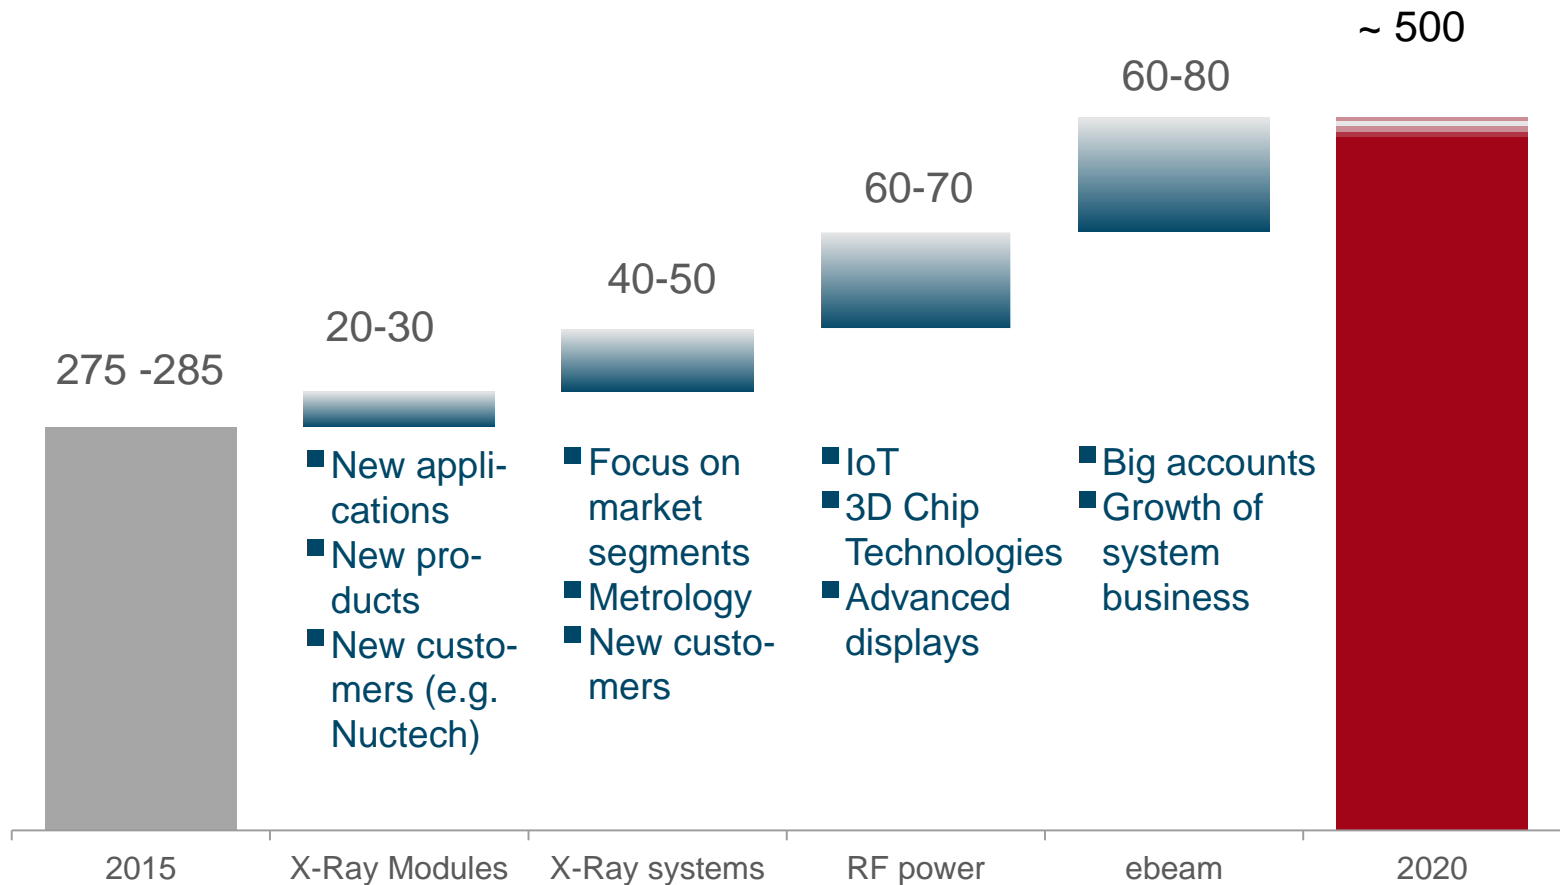 ~ 500
60-80
60-70
40-50
20-30
275 -285
New appli-
cations
New pro-
ducts
New custo-
mers (e.g.
Nuctech)
Focus on
market
segments
Metrology
New custo-
mers
IoT
3D Chip
Technologies
Advanced
displays
Big accounts
Growth of
system
business
2015
X-Ray Modules
X-Ray systems
RF power
ebeam
2020